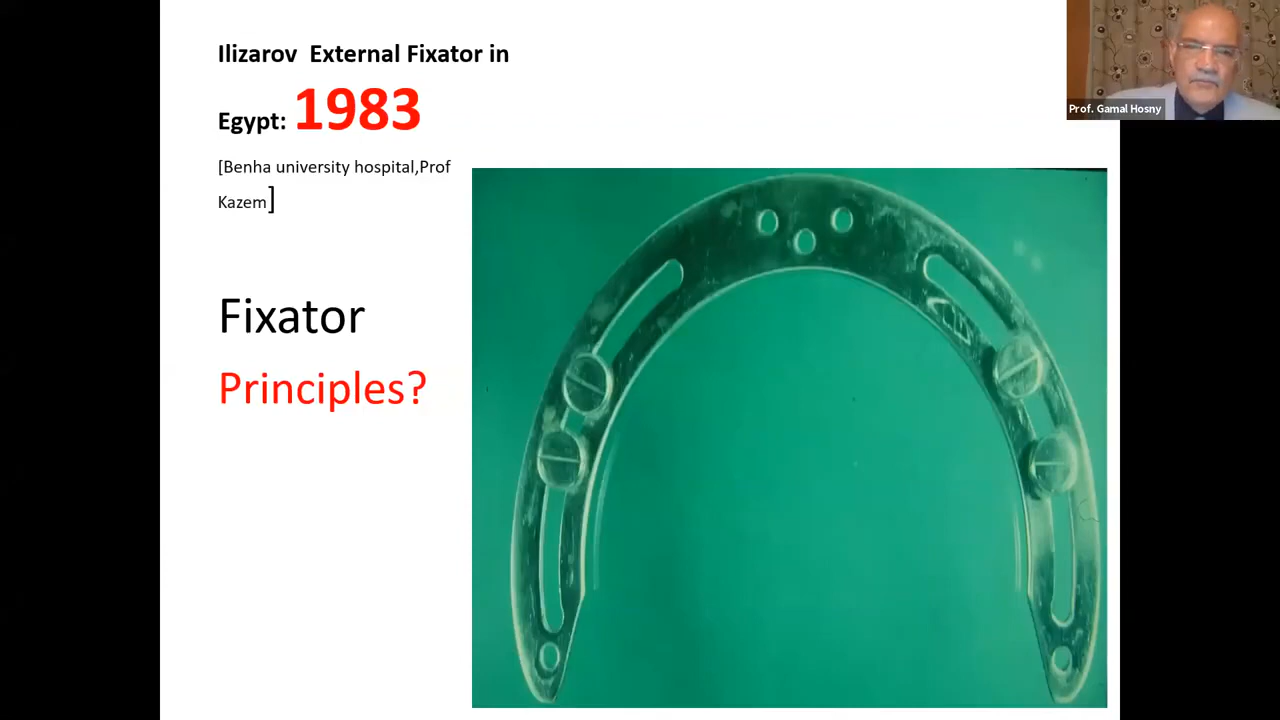 Ilizarov External Fixator in
Egypt: 1983
[Benha university hospital,Prof
Kazem]
Fixator
Principles?
Prof. Gamal Hosny